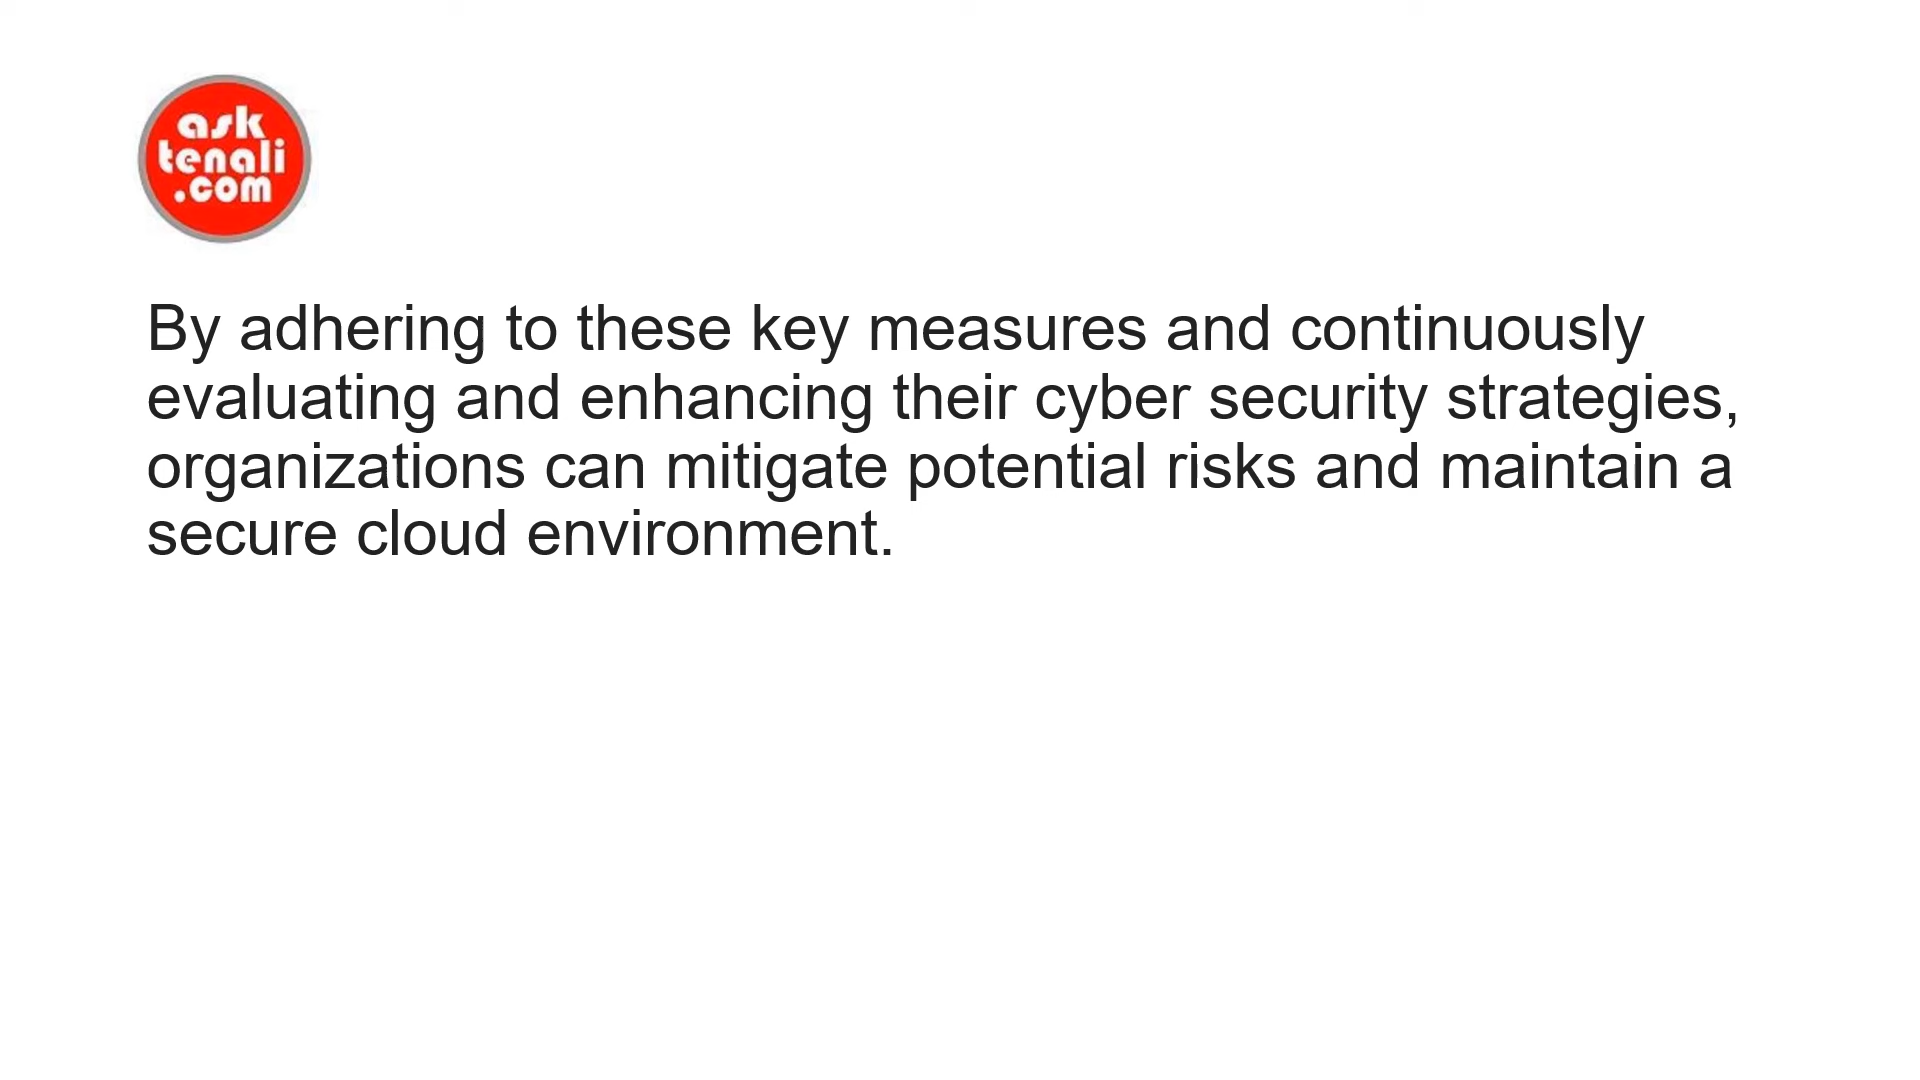 ask
tenali
.com
By adhering to these key measures and continuously
evaluating and enhancing their cyber security strategies,
organizations can mitigate potential risks and maintain a
secure cloud environment.